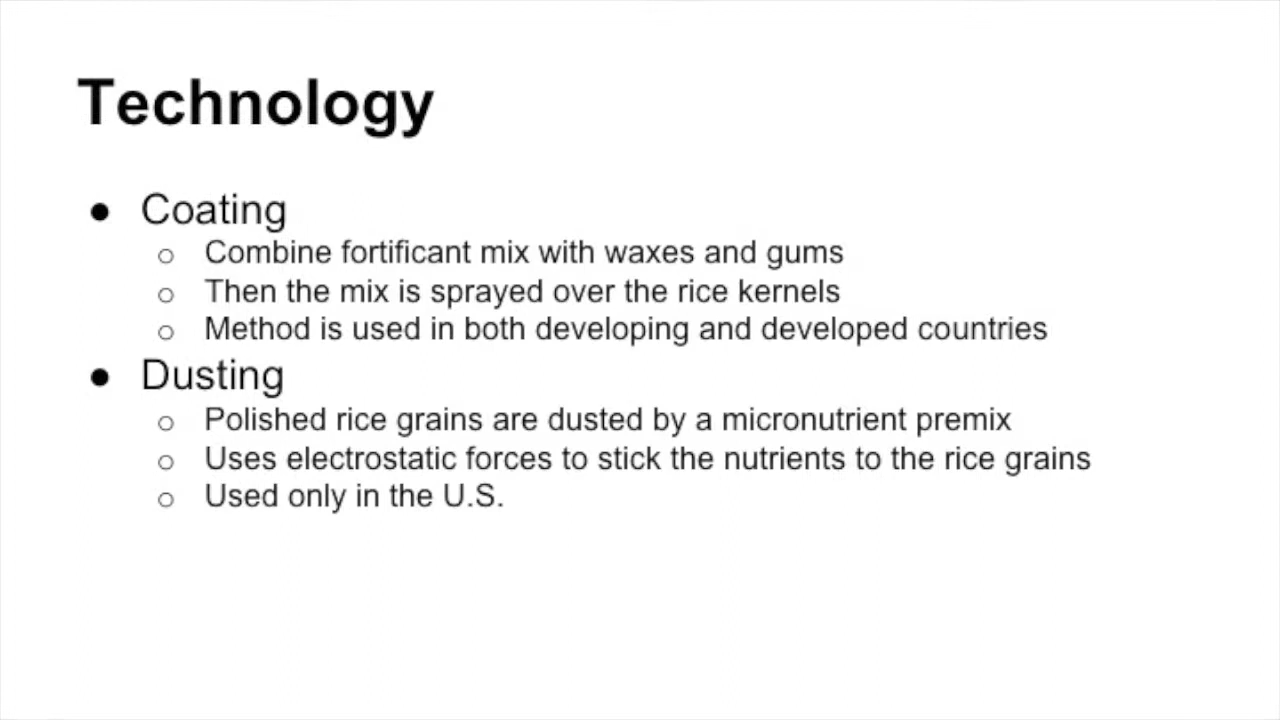 Technology
● Coating
○ Combine fortificant mix with waxes and gums
○ Then the mix is sprayed over the rice kernels
○ Method is used in both developing and developed countries
● Dusting
○ Polished rice grains are dusted by a micronutrient premix
○ Uses electrostatic forces to stick the nutrients to the rice grains
○ Used only in the U.S.